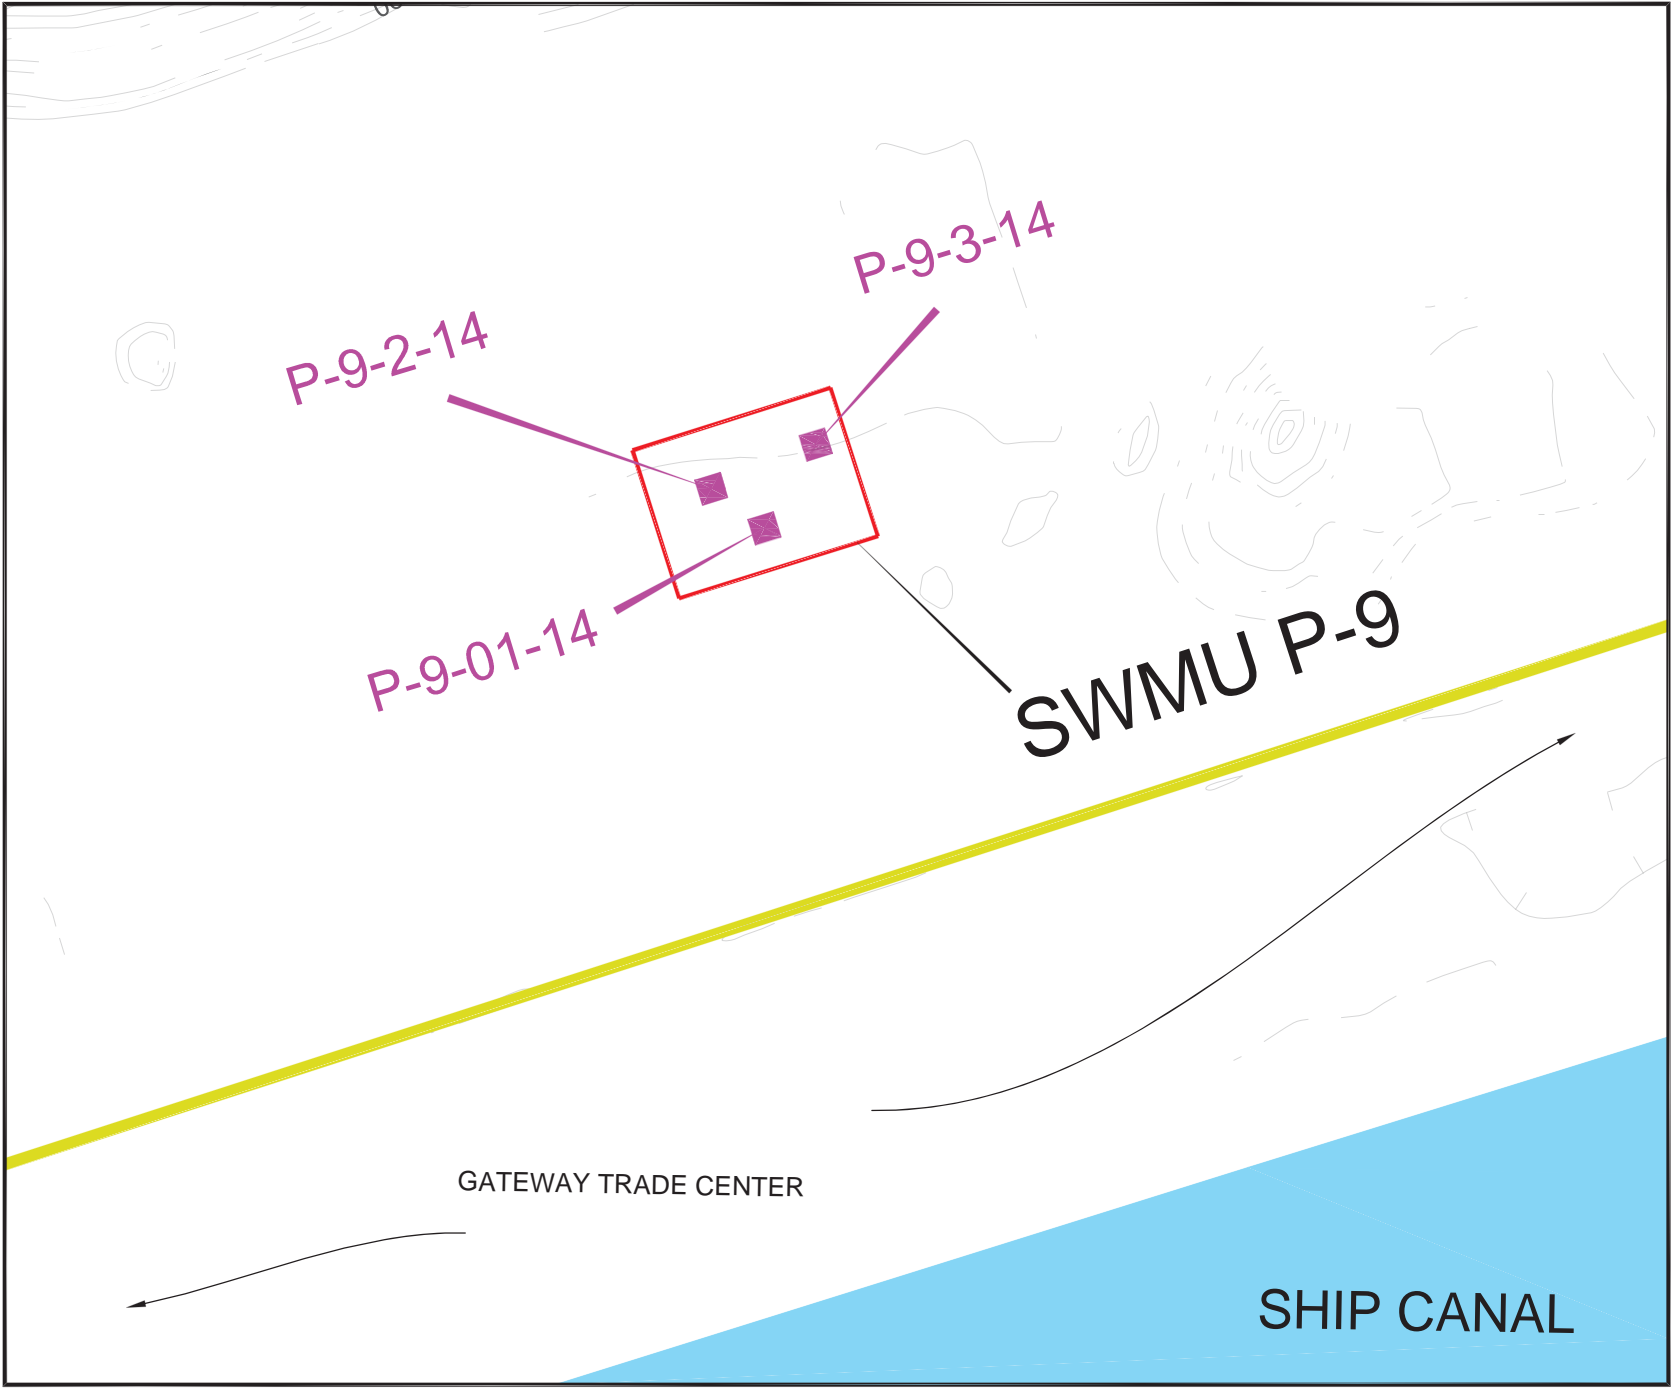 P-9-3-14
P-9-2-14
P-9-01-14
SWMU P-9
GATEWAY TRADE CENTER
SHIP CANAL